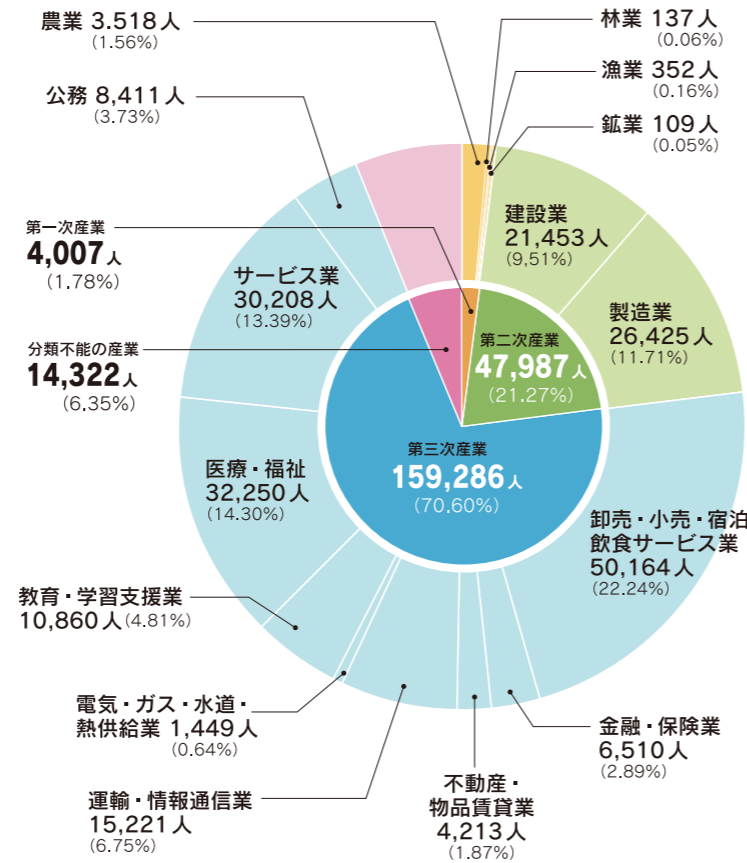 農業 3.518人
(1.56%)
林業 137人
(0.06%)
漁業 352人
(0.16%)
公務 8,411人
(3.73%)
鉱業 109人
(0.05%)
建設業
21,453人
(9,51%)
製造業
26,425人
(11.71%)
第一次産業
4,007人
(1.78%)
サービス業
30,208人
(13.39%)
分類不能の産業
14,322人
(6.35%)
第二次産業
47,987人
(21.27%)
第三次産業
159,286人
(70.60%)
医療・福祉
32,250人
(14.30%)
卸売・小売・宿泊
飲食サービス業
50,164人
(22.24%)
教育・学習支援業
10,860人(4.81%)
電気・ガス・水道・
熱供給業 1,449人
(0.64%)
金融・保険業
6,510人
(2.89%)
運輸・情報通信業
15,221人
(6.75%)
不動産・
物品賃貸業
4,213人
(1.87%)